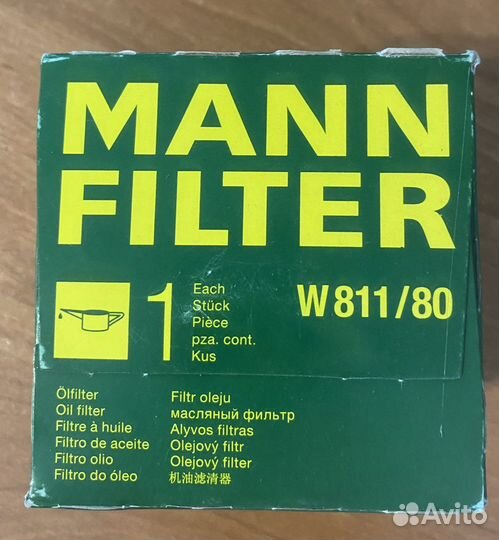 MANN
FILTER
1
Each
Stück
Pièce
pza. cont.
Kus
W 811/80
Ölfilter
Oil filter
Filtre à huile
Filtro de aceite
Filtro olio
Filtro do óleo
Filtr oleju
масляный фильтр
Alyvos filtras
Olejový filtr
Olejový filter
机油滤清器
Avito